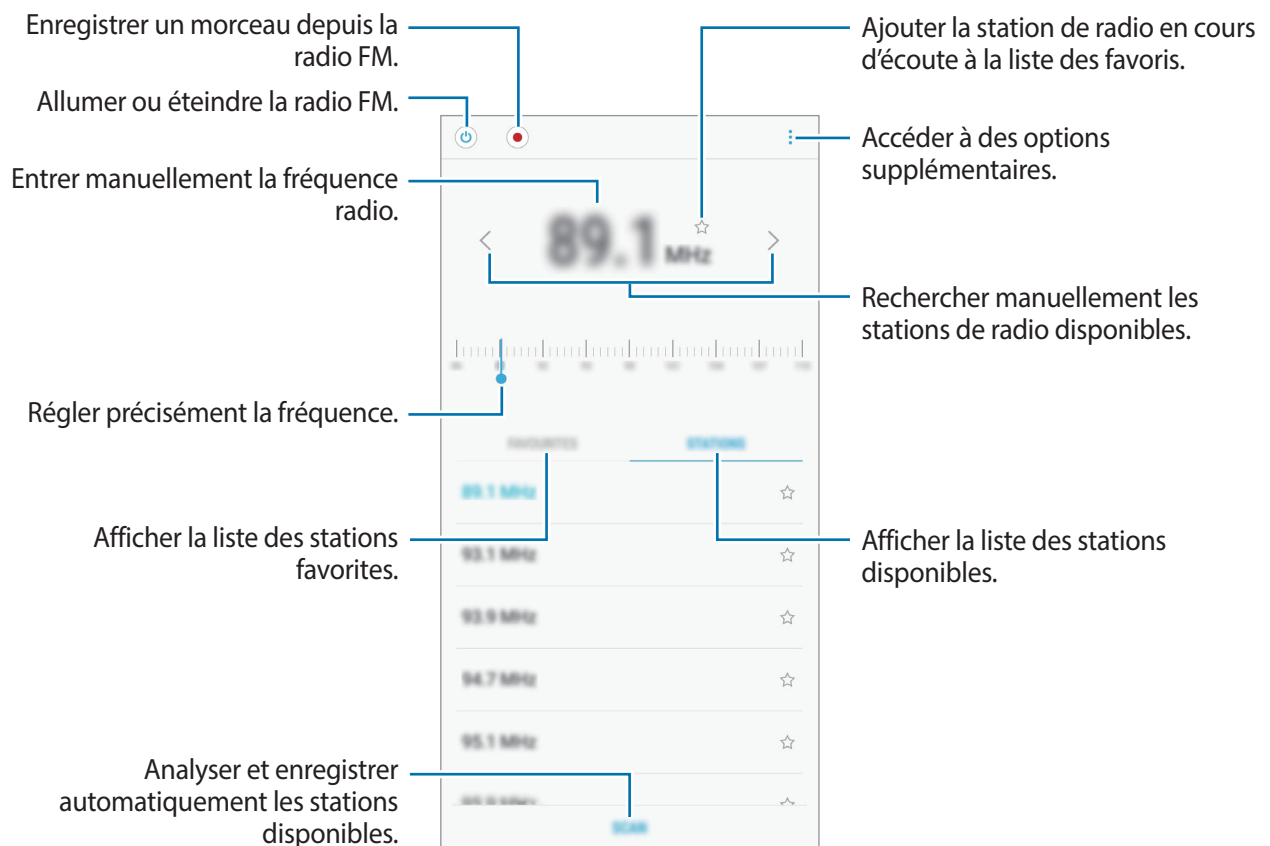 Enregistrer un morceau depuis la
radio FM.
Allumer ou éteindre la radio FM.
Entrer manuellement la fréquence
radio.
Régler précisément la fréquence.
Afficher la liste des stations
favorites.
Analyser et enregistrer
automatiquement les stations
disponibles.
Ajouter la station de radio en cours
d'écoute à la liste des favoris.
Accéder à des options
supplémentaires.
Rechercher manuellement les
stations de radio disponibles.
Afficher la liste des stations
disponibles.
89.1 MHz
FAVOURITES
STATIONS
89.1 MHz
93.1 MHz
93.9 MHz
94.7 MHz
95.1 MHz
SCAN